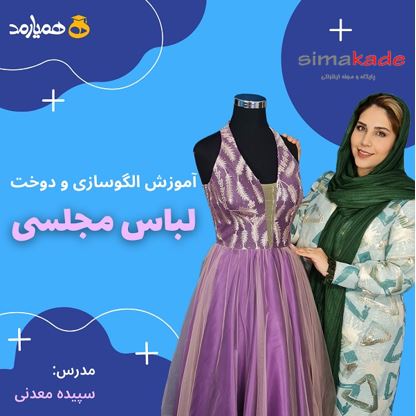 همیارمد
simakade
پایگاه و مجله اینترنتی
آموزش الگوسازی و دوخت
لباس مجلسی
مدرس:
سپیده معدنی